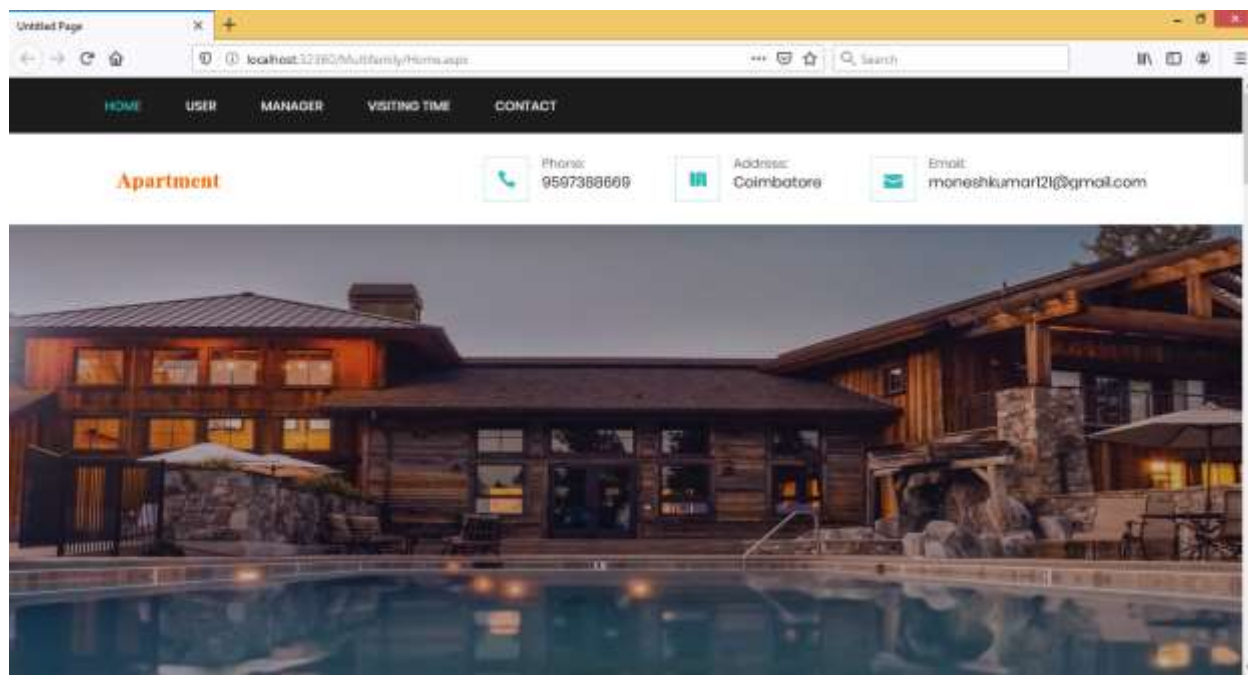 Untitled Page
localhost:32380/Multifamily/Home.aspx
Search
HOME USER MANAGER VISITING TIME CONTACT
Apartment
Phone:
9597388669
Address:
Coimbatore
Email:
moneshkumar121@gmail.com